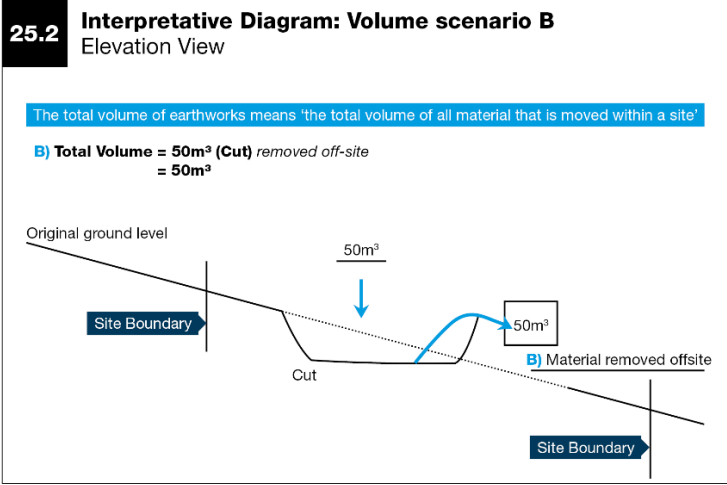 25.2
Interpretative Diagram: Volume scenario B
Elevation View
The total volume of earthworks means ‘the total volume of all material that is moved within a site’
B) Total Volume = 50m³ (Cut) removed off-site
= 50m³
Original ground level
50m³
Site Boundary
50m³
B) Material removed offsite
Cut
Site Boundary